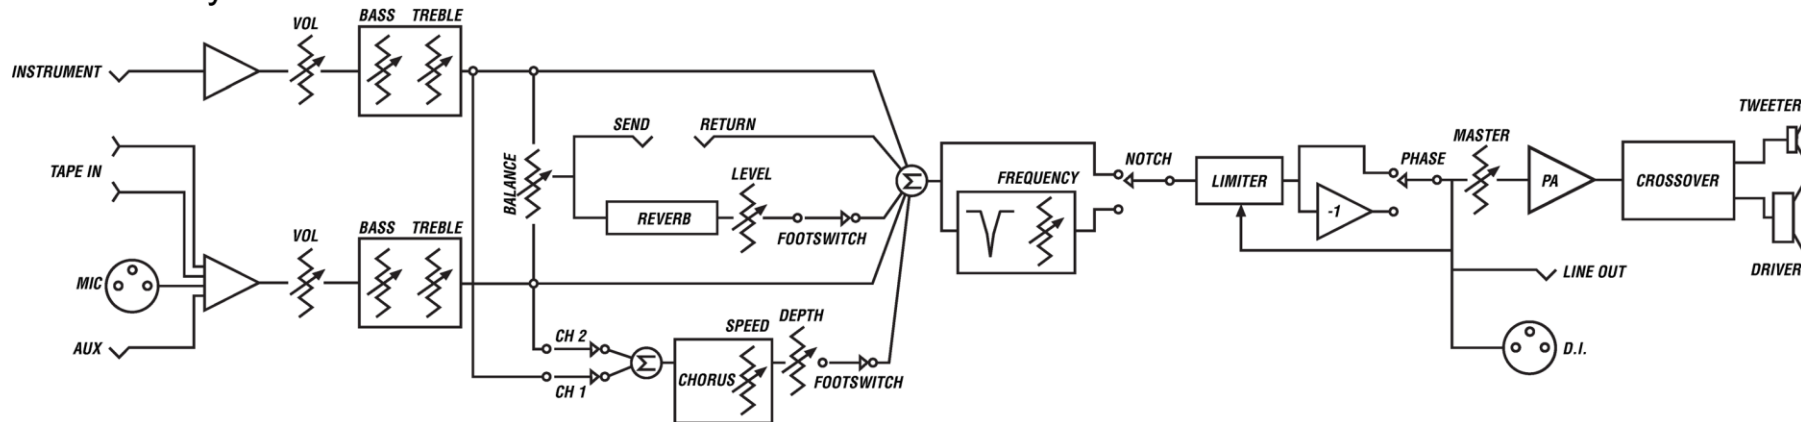 BASS TREBLE
VOL
INSTRUMENT
TWEETER
SEND RETURN
MASTER
TAPE IN
BALANCE
LEVEL
NOTCH
PHASE
FREQUENCY
LIMITER
-1
PA
CROSSOVER
Σ
REVERB
FOOTSWITCH
BASS TREBLE
VOL
MIC
LINE OUT
DRIVER
DEPTH
SPEED
CH 2
AUX
D.I.
Σ
CHORUS
FOOTSWITCH
CH 1